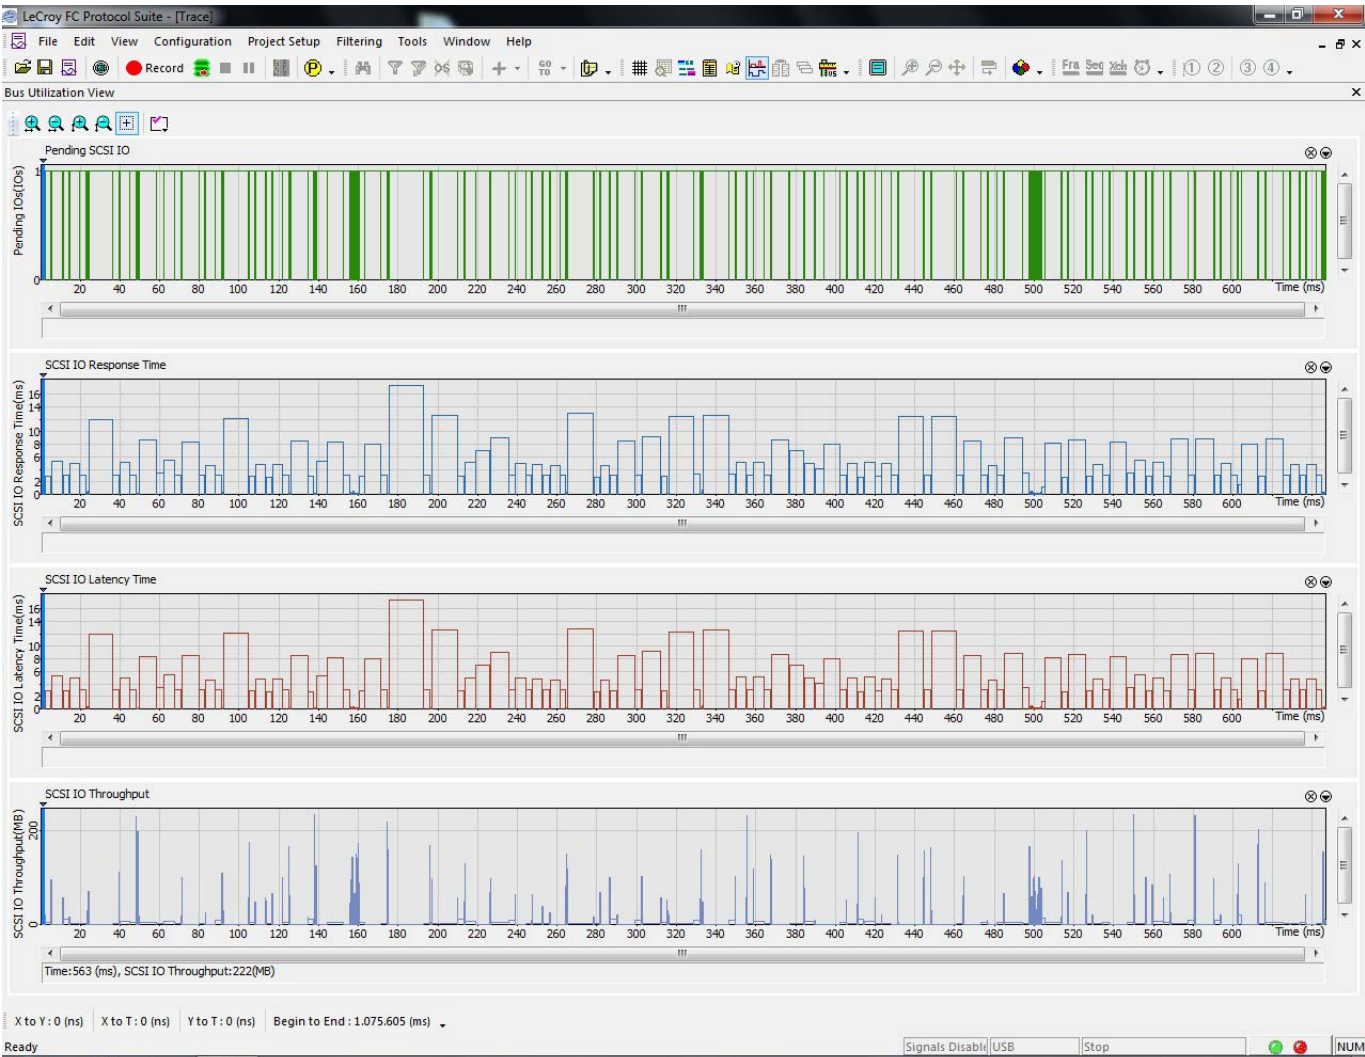 LeCroy FC Protocol Suite - [Trace]
File Edit View Configuration Project Setup Filtering Tools Window Help
Record GO TO Fra Seq Xch 1 2 3 4
Bus Utilization View
Pending SCSI IO
Pending IOs(IOs)
1
0
20 40 60 80 100 120 140 160 180 200 220 240 260 280 300 320 340 360 380 400 420 440 460 480 500 520 540 560 580 600 Time (ms)
SCSI IO Response Time
SCSI IO Response Time(ms)
16
14
10
8
6
2
0
20 40 60 80 100 120 140 160 180 200 220 240 260 280 300 320 340 360 380 400 420 440 460 480 500 520 540 560 580 600 Time (ms)
SCSI IO Latency Time
SCSI IO Latency Time(ms)
16
14
10
8
6
2
0
20 40 60 80 100 120 140 160 180 200 220 240 260 280 300 320 340 360 380 400 420 440 460 480 500 520 540 560 580 600 Time (ms)
SCSI IO Throughput
SCSI IO Throughput(MB)
200
0
20 40 60 80 100 120 140 160 180 200 220 240 260 280 300 320 340 360 380 400 420 440 460 480 500 520 540 560 580 600 Time (ms)
Time:563 (ms), SCSI IO Throughput:222(MB)
X to Y : 0 (ns) X to T : 0 (ns) Y to T : 0 (ns) Begin to End : 1.075.605 (ms)
Ready Signals Disable USB Stop NUM